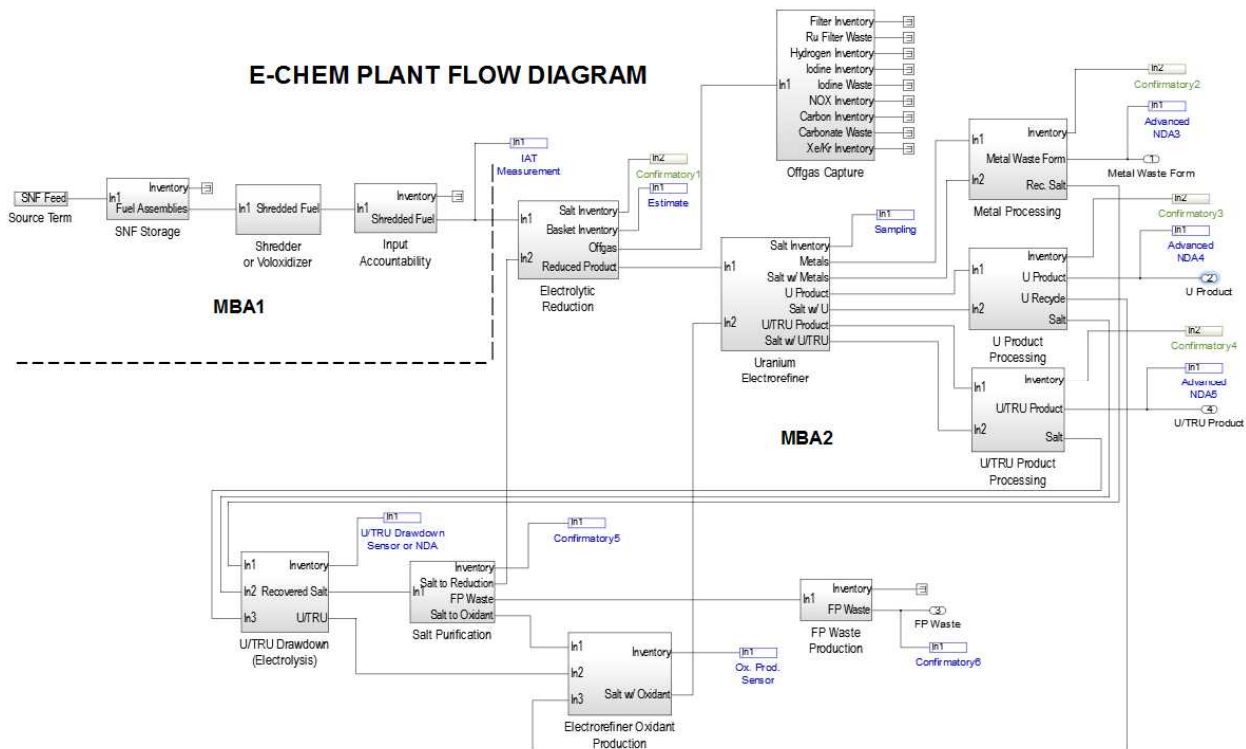 E-CHEM PLANT FLOW DIAGRAM
SNF Feed
Source Term
In1
Inventory
Fuel Assemblies
SNF Storage
In1
Shredded Fuel
Shredder
or Voloxidizer
In1
Inventory
Shredded Fuel
Input
Accountability
MBA1
In1
IAT
Measurement
In1
In2
Salt Inventory
Basket Inventory
Offgas
Reduced Product
Electrolytic
Reduction
In2
Confirmatory1
In1
Estimate
In1
Filter Inventory
Ru Filter Waste
Hydrogen Inventory
Iodine Inventory
Iodine Waste
NOX Inventory
Carbon Inventory
Carbonate Waste
Xe/Kr Inventory
Offgas Capture
In1
In2
Salt Inventory
Metals
Salt w/ Metals
U Product
Salt w/ U
U/TRU Product
Salt w/ U/TRU
Uranium
Electrorefiner
In1
Sampling
MBA2
In1
In2
Inventory
Metal Waste Form
Rec. Salt
Metal Processing
In2
Confirmatory2
In1
Advanced
NDA3
1
Metal Waste Form
In1
In2
Inventory
U Product
U Recycle
Salt
U Product
Processing
In2
Confirmatory3
In1
Advanced
NDA4
2
U Product
In1
In2
Inventory
U/TRU Product
Salt
U/TRU Product
Processing
In2
Confirmatory4
In1
Advanced
NDA5
4
U/TRU Product
In1
In2
In3
Inventory
Recovered Salt
U/TRU
U/TRU Drawdown
(Electrolysis)
In1
U/TRU Drawdown
Sensor or NDA
In1
Inventory
Salt to Reduction
FP Waste
Salt to Oxidant
Salt Purification
In1
Confirmatory5
In1
In2
In3
Inventory
Salt w/ Oxidant
Electrorefiner Oxidant
Production
In1
Ox. Prod.
Sensor
In1
Inventory
FP Waste
FP Waste
Production
3
FP Waste
In1
Confirmatory6